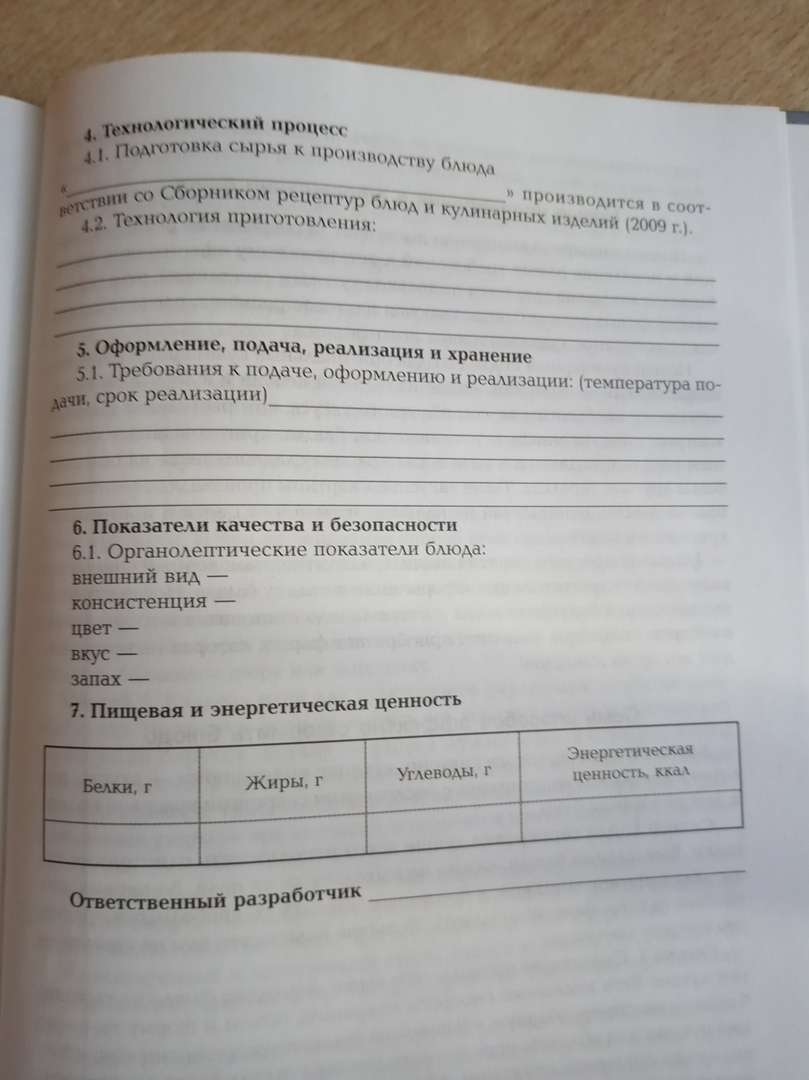 4. Технологический процесс
4.1. Подготовка сырья к производству блюда
«____________________» производится в соот-
ветствии со Сборником рецептур блюд и кулинарных изделий (2009 г.).
4.2. Технология приготовления:
5. Оформление, подача, реализация и хранение
5.1. Требования к подаче, оформлению и реализации: (температура по-
дачи, срок реализации)____________________
6. Показатели качества и безопасности
6.1. Органолептические показатели блюда:
внешний вид —
консистенция —
цвет —
вкус —
запах —
7. Пищевая и энергетическая ценность
Белки, г
Жиры, г
Углеводы, г
Энергетическая
ценность, ккал
Ответственный разработчик ____________________